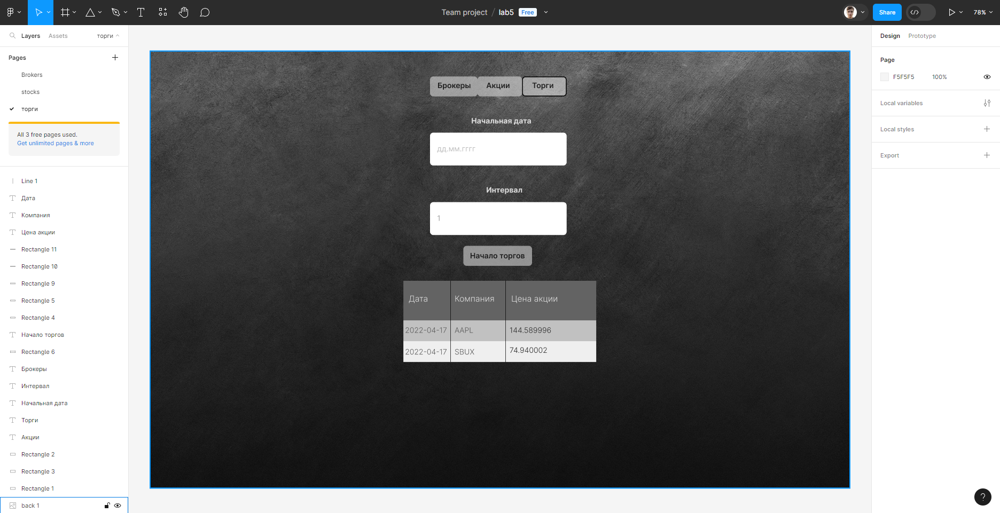 Team project / lab5 Free
Share
78%
Layers Assets торги
Pages
Brokers
stocks
торги
All 3 free pages used.
Get unlimited pages & more
Line 1
Дата
Компания
Цена акции
Rectangle 11
Rectangle 10
Rectangle 9
Rectangle 5
Rectangle 4
Начало торгов
Rectangle 6
Брокеры
Интервал
Начальная дата
Торги
Акции
Rectangle 2
Rectangle 3
Rectangle 1
back 1
Брокеры Акции Торги
Начальная дата
дд.мм.гггг
Интервал
1
Начало торгов
Дата Компания Цена акции
2022-04-17 AAPL 144.589996
2022-04-17 SBUX 74.940002
Design Prototype
Page
F5F5F5 100%
Local variables
Local styles
Export
?